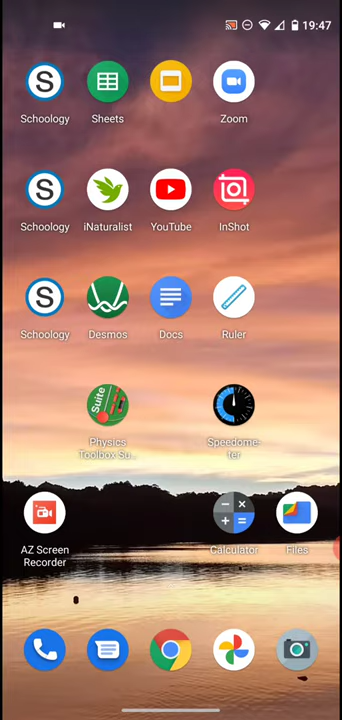 19:47
S
S
S
Suite
Schoology
Sheets
Zoom
Schoology
iNaturalist
YouTube
InShot
Schoology
Desmos
Docs
Ruler
Physics
Toolbox Su...
Speedome-
ter
AZ Screen
Recorder
Calculator
Files